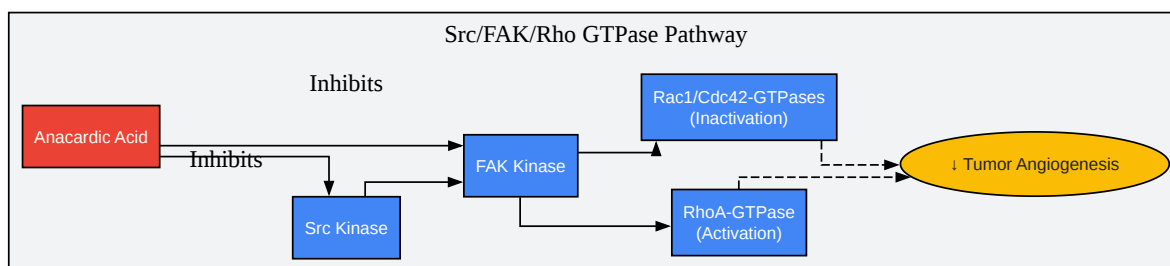 Src/FAK/Rho GTPase Pathway
Inhibits
Anacardic Acid
Inhibits
Src Kinase
FAK Kinase
Rac1/Cdc42-GTPases
(Inactivation)
RhoA-GTPase
(Activation)
↓ Tumor Angiogenesis